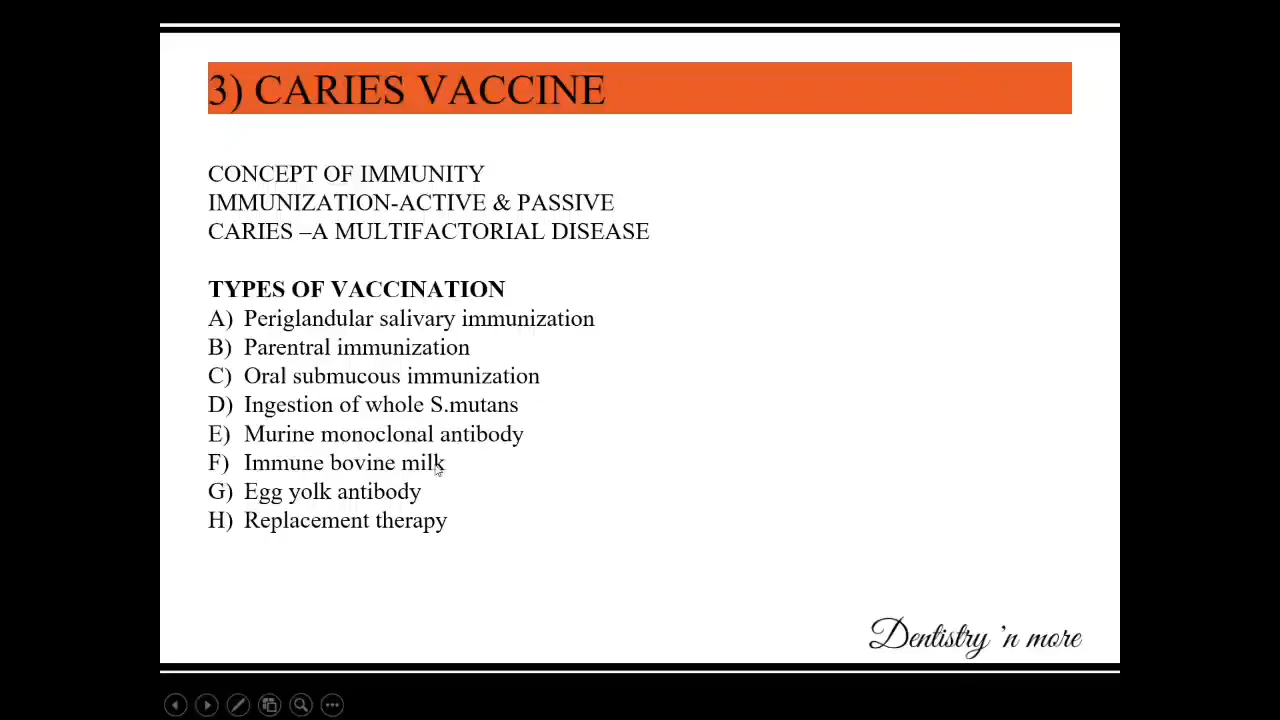 3) CARIES VACCINE
CONCEPT OF IMMUNITY
IMMUNIZATION-ACTIVE & PASSIVE
CARIES –A MULTIFACTORIAL DISEASE
TYPES OF VACCINATION
A) Periglandular salivary immunization
B) Parentral immunization
C) Oral submucous immunization
D) Ingestion of whole S.mutans
E) Murine monoclonal antibody
F) Immune bovine milk
G) Egg yolk antibody
H) Replacement therapy
Dentistry 'n more